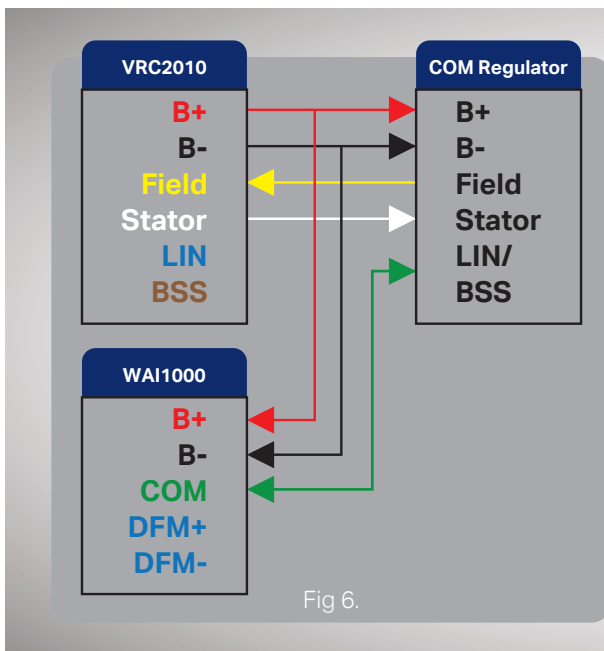 VRC2010
B+
B-
Field
Stator
LIN
BSS
COM Regulator
B+
B-
Field
Stator
LIN/
BSS
WAI1000
B+
B-
COM
DFM+
DFM-
Fig 6.